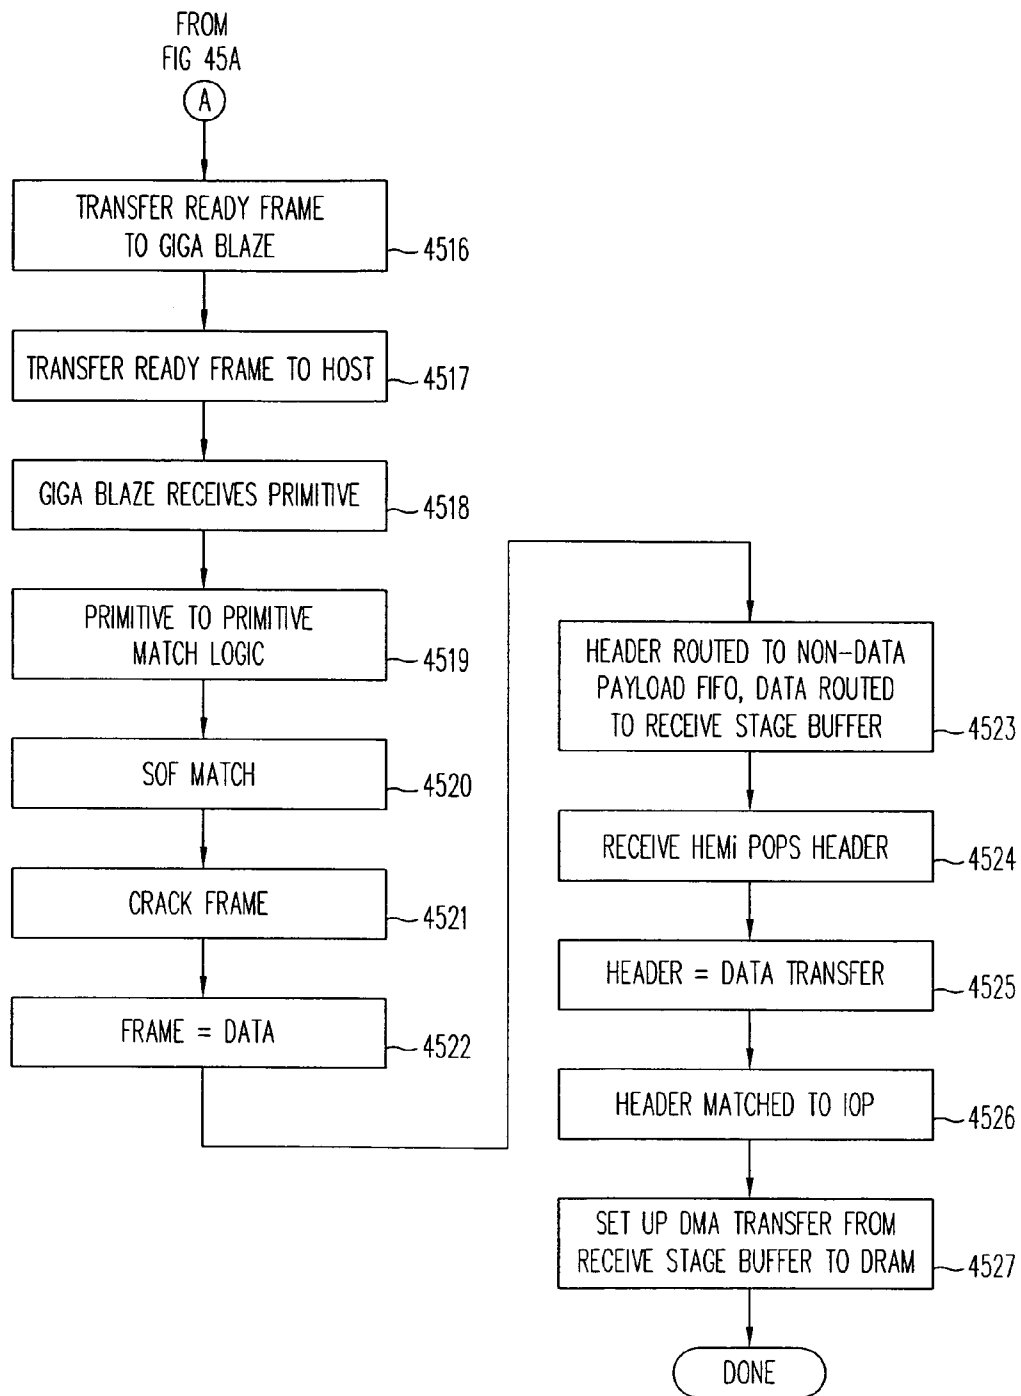 FROM
FIG 45A
A
TRANSFER READY FRAME
TO GIGA BLAZE
4516
TRANSFER READY FRAME TO HOST
4517
GIGA BLAZE RECEIVES PRIMITIVE
4518
PRIMITIVE TO PRIMITIVE
MATCH LOGIC
4519
SOF MATCH
4520
CRACK FRAME
4521
FRAME = DATA
4522
HEADER ROUTED TO NON-DATA
PAYLOAD FIFO, DATA ROUTED
TO RECEIVE STAGE BUFFER
4523
RECEIVE HEMi POPS HEADER
4524
HEADER = DATA TRANSFER
4525
HEADER MATCHED TO IOP
4526
SET UP DMA TRANSFER FROM
RECEIVE STAGE BUFFER TO DRAM
4527
DONE